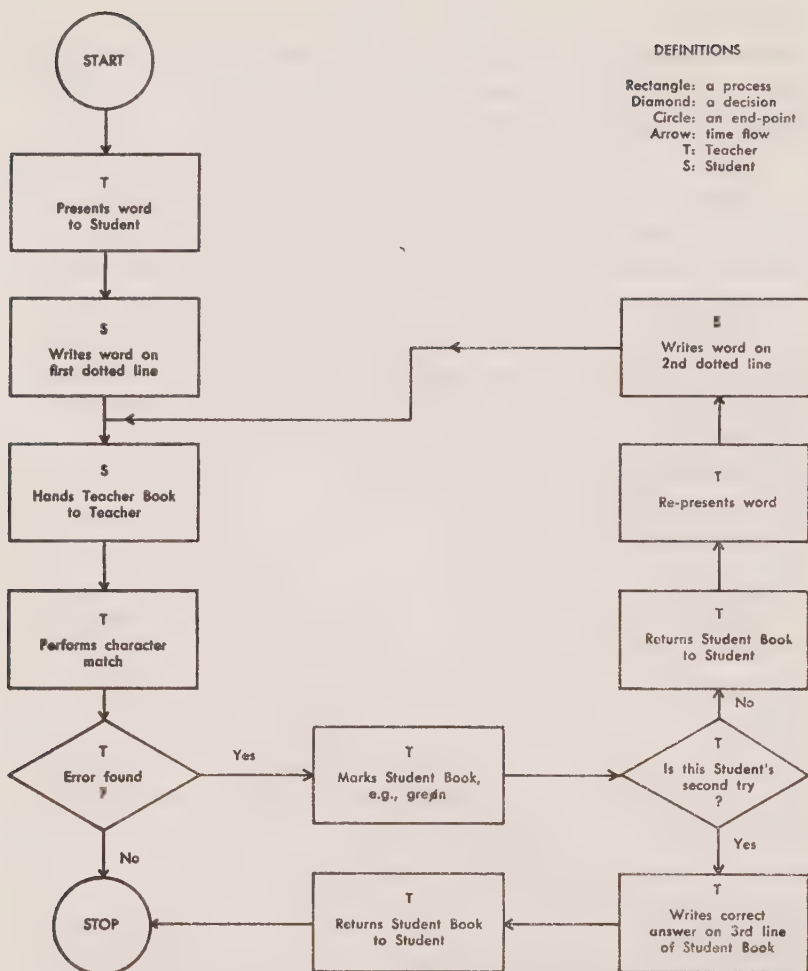 START
DEFINITIONS
Rectangle: a process
Diamond: a decision
Circle: an end-point
Arrow: time flow
T: Teacher
S: Student
T
Presents word
to Student
S
Writes word on
first dotted line
Writes word on
2nd dotted line
S
Hands Teacher Book
to Teacher
T
Re-presents word
T
Performs character
match
T
Returns Student Book
to Student
No
T
Error found
?
Yes
T
Marks Student Book,
e.g.,
T
Is this Student's
second try
?
No
Yes
STOP
T
Returns Student Book
to Student
T
Writes correct
answer on 3rd line
of Student Book